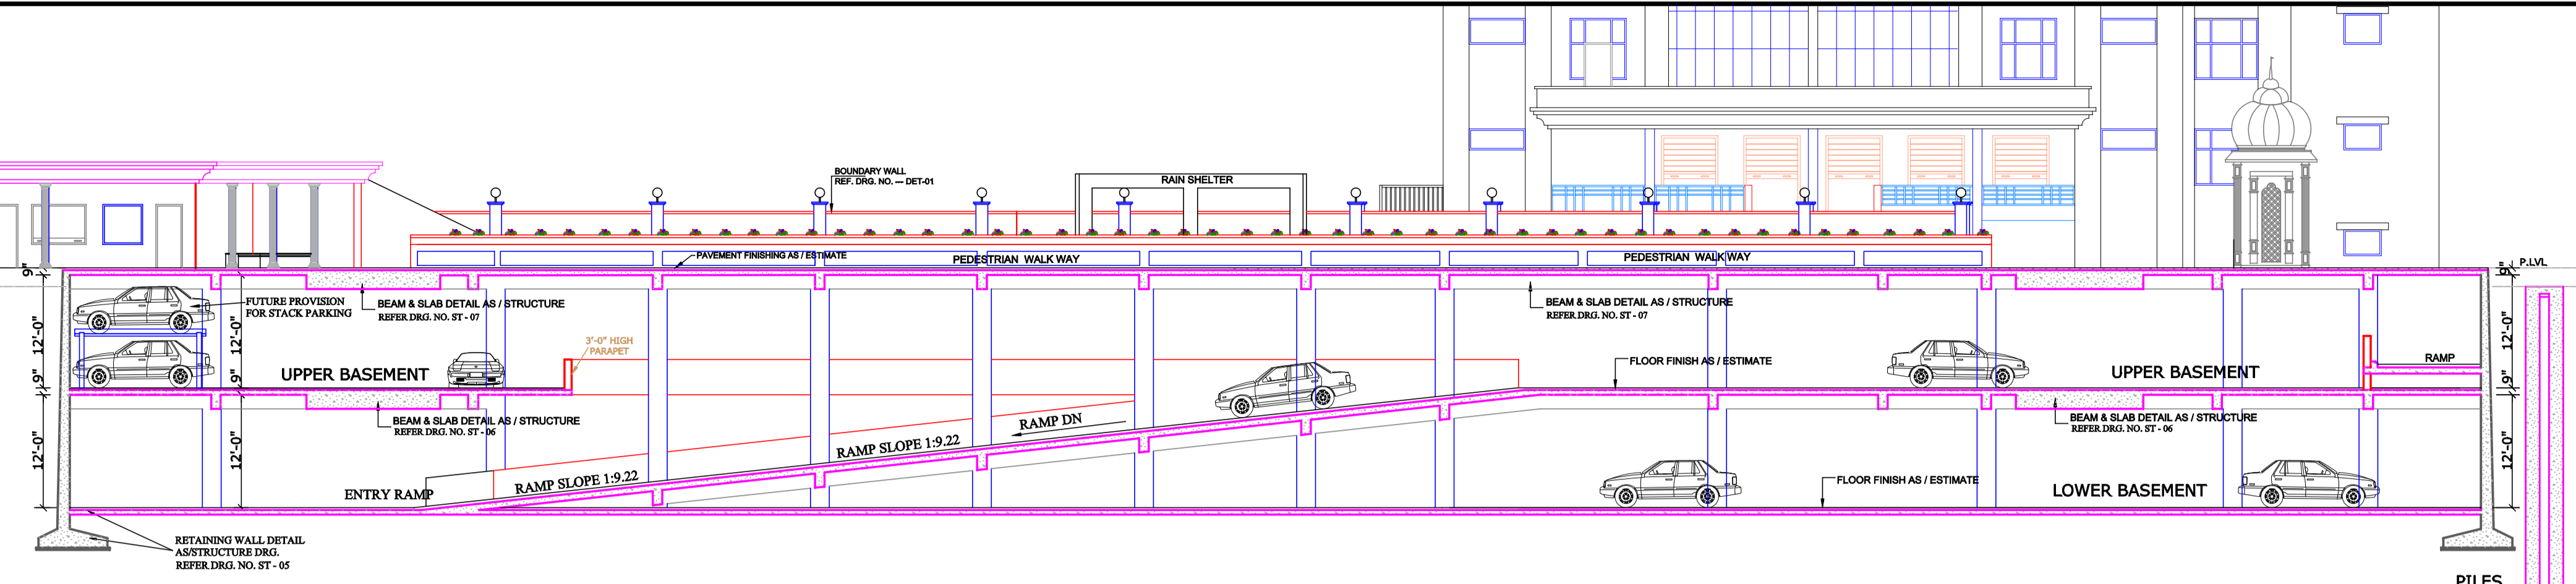 BOUNDARY WALL
REF. DRG. NO. --- DET-01
RAIN SHELTER
PAVEMENT FINISHING AS / ESTIMATE
PEDESTRIAN WALK WAY
PEDESTRIAN WALK WAY
P.LVL
9"
9"
FUTURE PROVISION
FOR STACK PARKING
BEAM & SLAB DETAIL AS / STRUCTURE
REFER DRG. NO. ST - 07
BEAM & SLAB DETAIL AS / STRUCTURE
REFER DRG. NO. ST - 07
12'-0"
12'-0"
12'-0"
3'-0" HIGH
PARAPET
FLOOR FINISH AS / ESTIMATE
RAMP
UPPER BASEMENT
UPPER BASEMENT
9"
9"
9"
BEAM & SLAB DETAIL AS / STRUCTURE
REFER DRG. NO. ST - 06
RAMP DN
BEAM & SLAB DETAIL AS / STRUCTURE
REFER DRG. NO. ST - 06
RAMP SLOPE 1:9.22
12'-0"
12'-0"
12'-0"
RAMP SLOPE 1:9.22
ENTRY RAMP
FLOOR FINISH AS / ESTIMATE
LOWER BASEMENT
RETAINING WALL DETAIL
AS/STRUCTURE DRG.
REFER DRG. NO. ST - 05
PILES